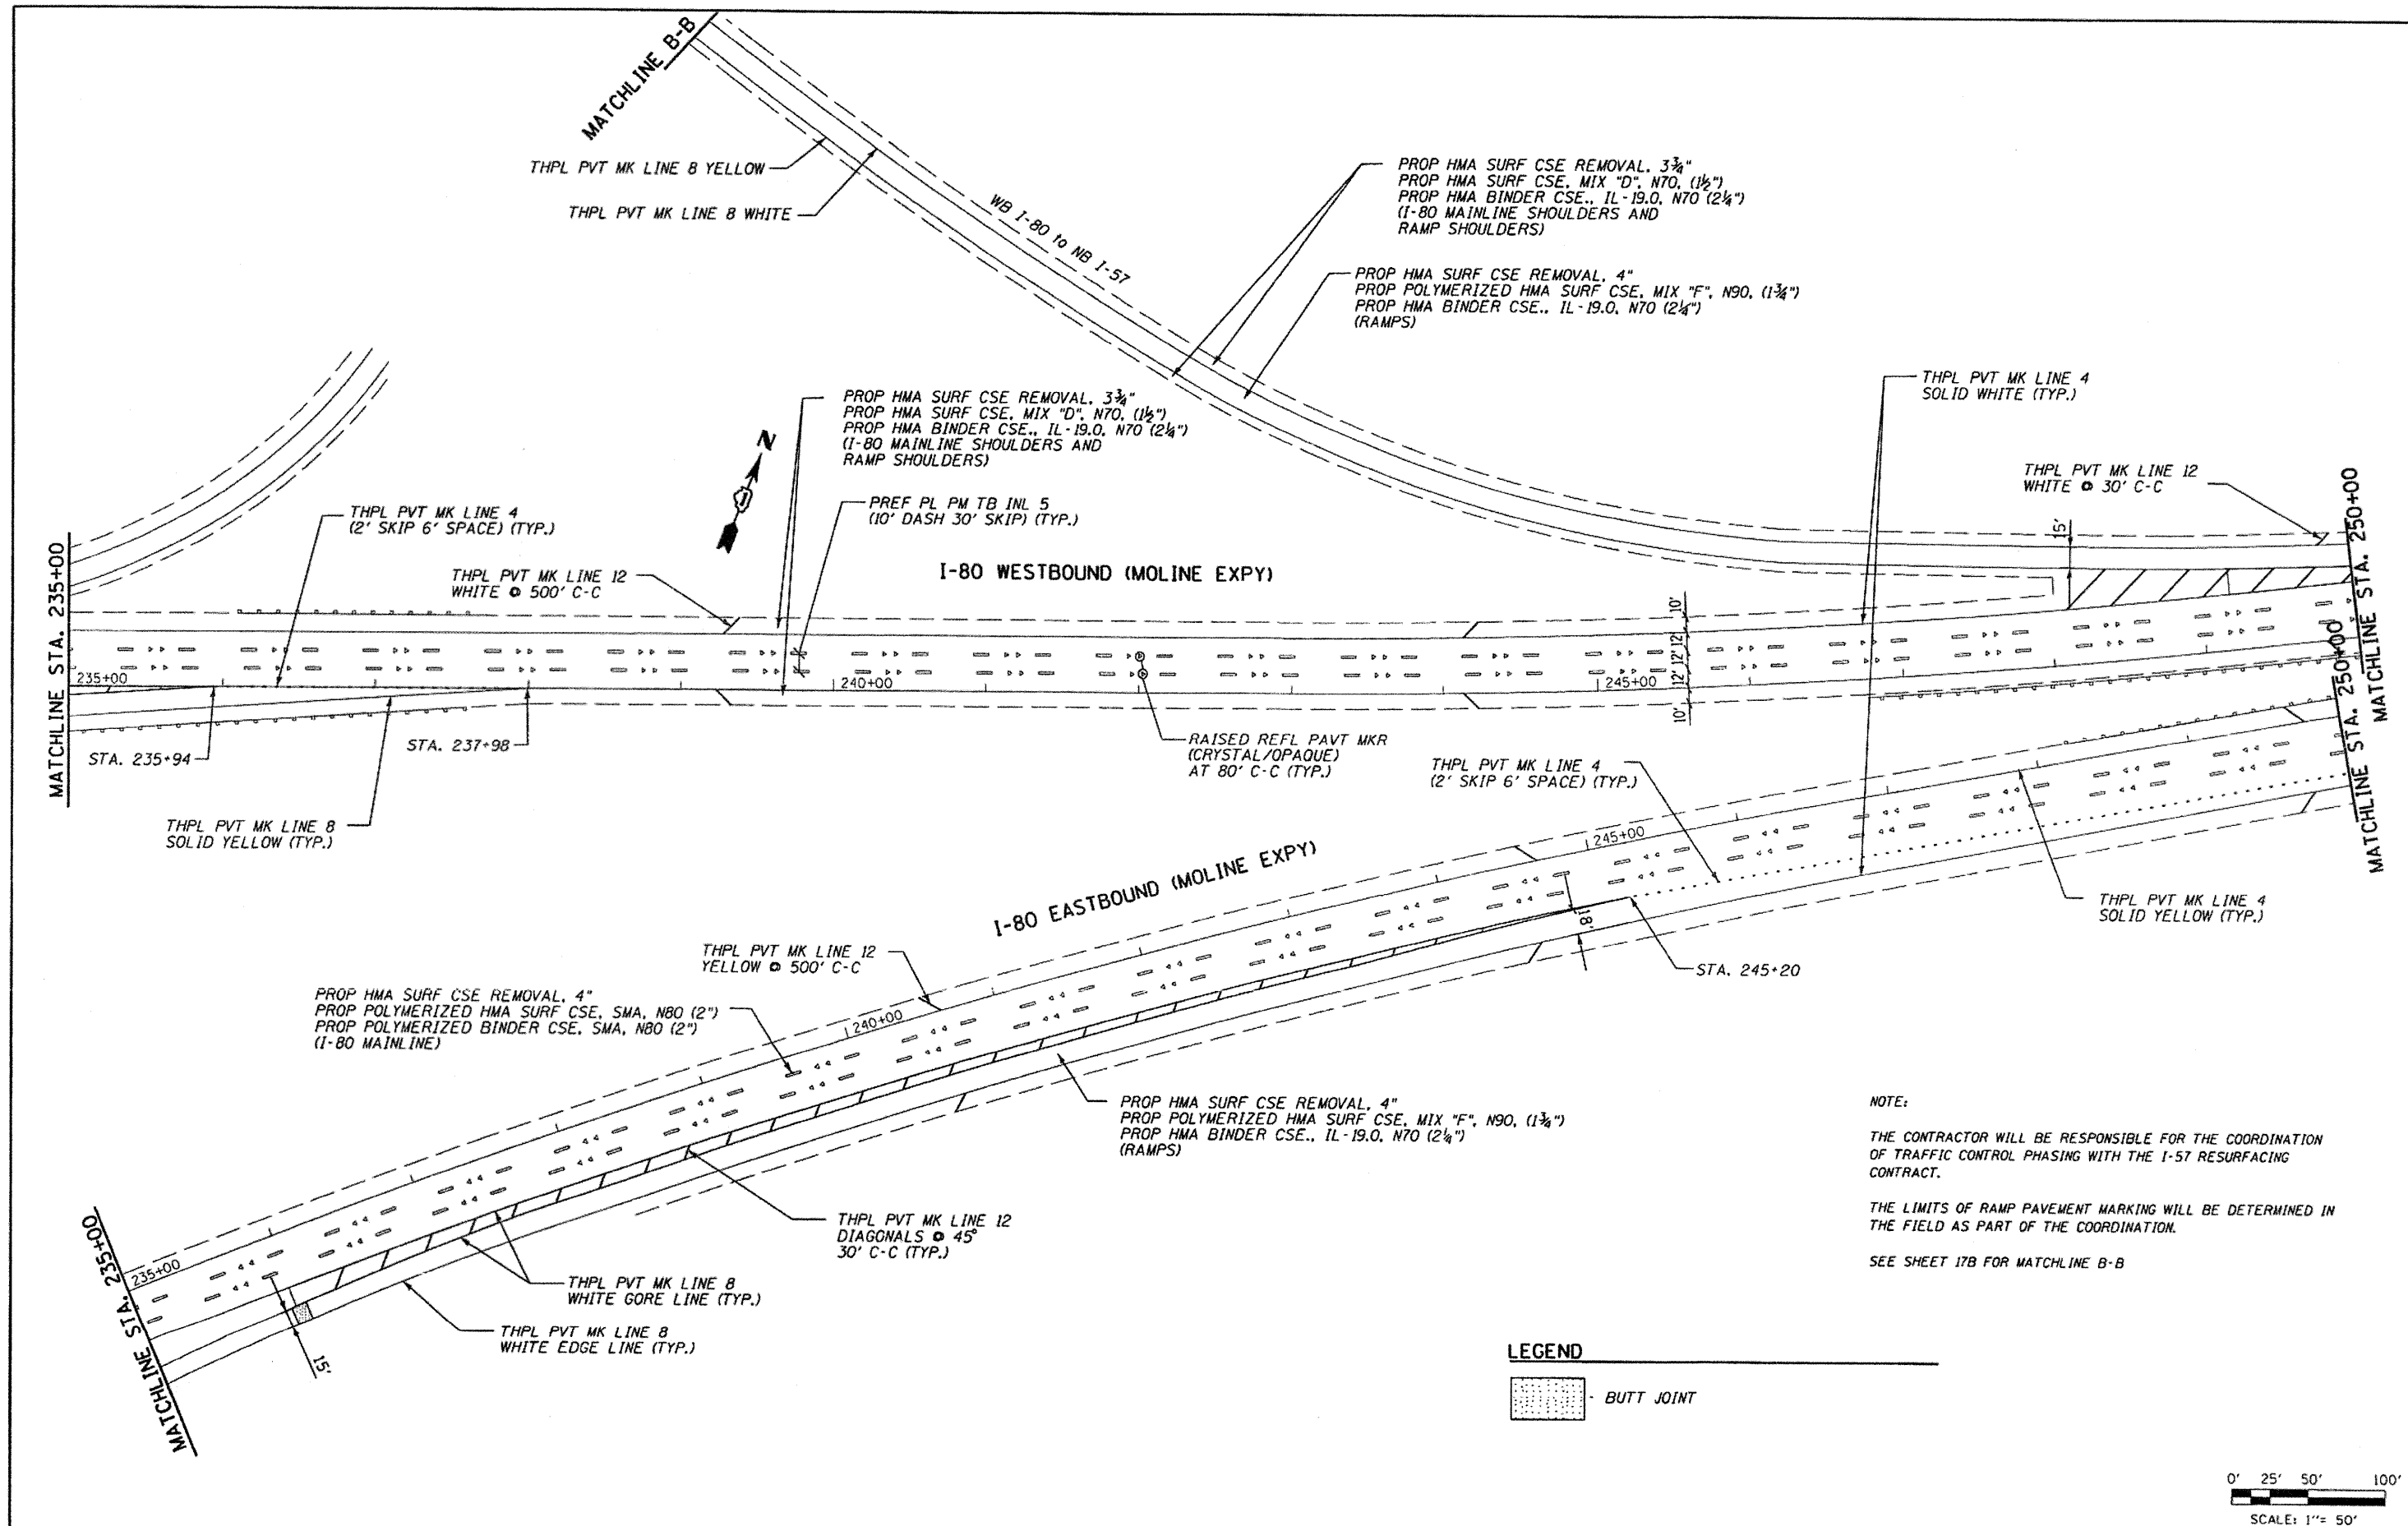 MATCHLINE B-B
THPL PVT MK LINE 8 YELLOW
THPL PVT MK LINE 8 WHITE
WB I-80 to NB I-57
PROP HMA SURF CSE REMOVAL, 3¾"
PROP HMA SURF CSE, MIX "D", N70, (1½")
PROP HMA BINDER CSE., IL-19.0, N70 (2¼")
(I-80 MAINLINE SHOULDERS AND
RAMP SHOULDERS)
PROP HMA SURF CSE REMOVAL, 4"
PROP POLYMERIZED HMA SURF CSE, MIX "F", N90, (1¾")
PROP HMA BINDER CSE., IL-19.0, N70 (2¼")
(RAMPS)
THPL PVT MK LINE 4
SOLID WHITE (TYP.)
PROP HMA SURF CSE REMOVAL, 3¾"
PROP HMA SURF CSE, MIX "D", N70, (1½")
PROP HMA BINDER CSE., IL-19.0, N70 (2¼")
(I-80 MAINLINE SHOULDERS AND
RAMP SHOULDERS)
N
THPL PVT MK LINE 12
WHITE @ 30' C-C
PREF PL PM TB INL 5
(10' DASH 30' SKIP) (TYP.)
THPL PVT MK LINE 4
(2' SKIP 6' SPACE) (TYP.)
THPL PVT MK LINE 12
WHITE @ 500' C-C
I-80 WESTBOUND (MOLINE EXPY)
15'
MATCHLINE STA. 235+00
MATCHLINE STA. 250+00
10'
12'
12'
12'
12'
10'
235+00
240+00
245+00
STA. 235+94
STA. 237+98
THPL PVT MK LINE 8
SOLID YELLOW (TYP.)
RAISED REFL PAVT MKR
(CRYSTAL/OPAQUE)
AT 80' C-C (TYP.)
THPL PVT MK LINE 4
(2' SKIP 6' SPACE) (TYP.)
MATCHLINE STA. 250+00
I-80 EASTBOUND (MOLINE EXPY)
245+00
THPL PVT MK LINE 4
SOLID YELLOW (TYP.)
18'
STA. 245+20
THPL PVT MK LINE 12
YELLOW @ 500' C-C
PROP HMA SURF CSE REMOVAL, 4"
PROP POLYMERIZED HMA SURF CSE, SMA, N80 (2")
PROP POLYMERIZED BINDER CSE, SMA, N80 (2")
(I-80 MAINLINE)
240+00
PROP HMA SURF CSE REMOVAL, 4"
PROP POLYMERIZED HMA SURF CSE, MIX "F", N90, (1¾")
PROP HMA BINDER CSE., IL-19.0, N70 (2¼")
(RAMPS)
THPL PVT MK LINE 12
DIAGONALS @ 45°
30' C-C (TYP.)
MATCHLINE STA. 235+00
235+00
THPL PVT MK LINE 8
WHITE GORE LINE (TYP.)
THPL PVT MK LINE 8
WHITE EDGE LINE (TYP.)
15'
NOTE:
THE CONTRACTOR WILL BE RESPONSIBLE FOR THE COORDINATION
OF TRAFFIC CONTROL PHASING WITH THE I-57 RESURFACING
CONTRACT.
THE LIMITS OF RAMP PAVEMENT MARKING WILL BE DETERMINED IN
THE FIELD AS PART OF THE COORDINATION.
SEE SHEET 17B FOR MATCHLINE B-B
LEGEND
- BUTT JOINT
0' 25' 50' 100'
SCALE: 1"= 50'